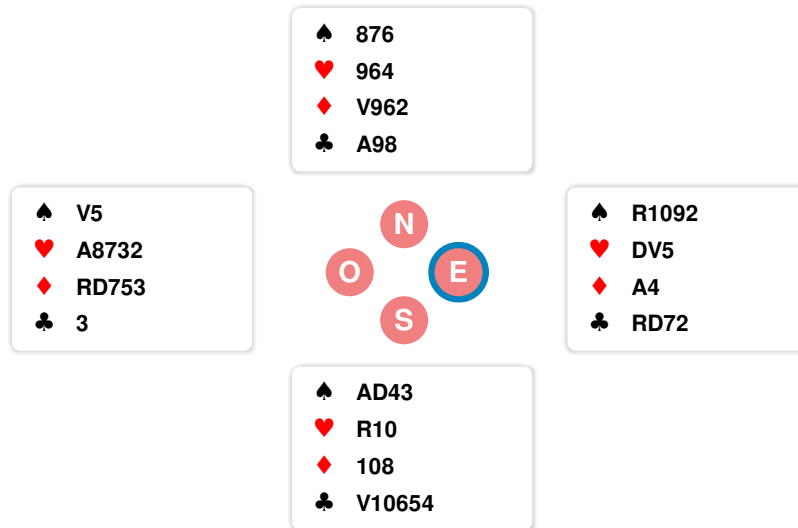 ♠ 876
♥ 964
♦ V962
♣ A98
♠ V5
♥ A8732
♦ RD753
♣ 3
N
O
E
S
♠ R1092
♥ DV5
♦ A4
♣ RD72
♠ AD43
♥ R10
♦ 108
♣ V10654